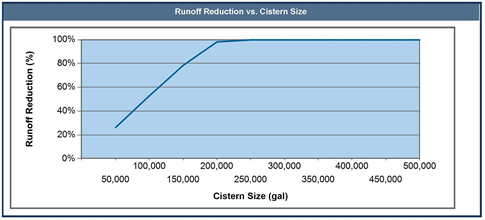 Runoff Reduction vs. Cistern Size
Runoff Reduction (%)
100%
80%
60%
40%
20%
0%
100,000 200,000 300,000 400,000 500,000
50,000 150,000 250,000 350,000 450,000
Cistern Size (gal)